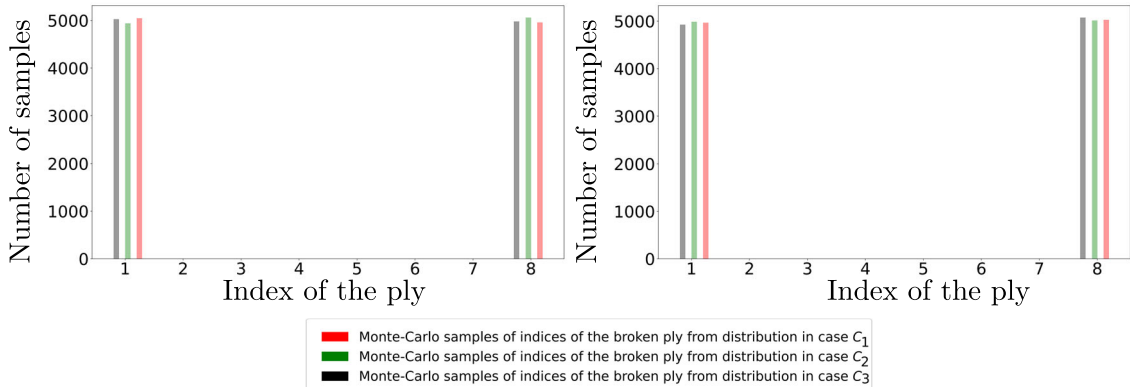 Number of samples
5000
4000
3000
2000
1000
0
1 2 3 4 5 6 7 8
Index of the ply
Number of samples
5000
4000
3000
2000
1000
0
1 2 3 4 5 6 7 8
Index of the ply
Monte-Carlo samples of indices of the broken ply from distribution in case C1
Monte-Carlo samples of indices of the broken ply from distribution in case C2
Monte-Carlo samples of indices of the broken ply from distribution in case C3